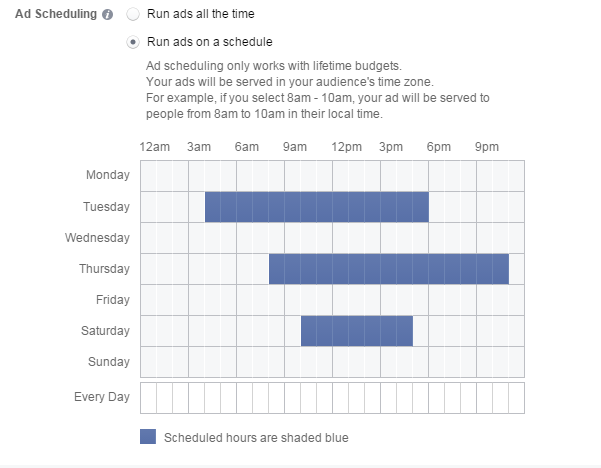 Ad Scheduling i Run ads all the time
Run ads on a schedule
Ad scheduling only works with lifetime budgets.
Your ads will be served in your audience's time zone.
For example, if you select 8am - 10am, your ad will be served to
people from 8am to 10am in their local time.
12am 3am 6am 9am 12pm 3pm 6pm 9pm
Monday
Tuesday
Wednesday
Thursday
Friday
Saturday
Sunday
Every Day
Scheduled hours are shaded blue